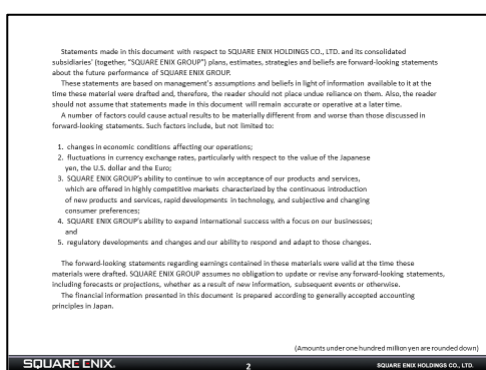 Statements made in this document with respect to SQUARE ENIX HOLDINGS CO., LTD. and its consolidated
subsidiaries' (together, "SQUARE ENIX GROUP") plans, estimates, strategies and beliefs are forward-looking statements
about the future performance of SQUARE ENIX GROUP.
These statements are based on management's assumptions and beliefs in light of information available to it at the
time these material were drafted and, therefore, the reader should not place undue reliance on them. Also, the reader
should not assume that statements made in this document will remain accurate or operative at a later time.
A number of factors could cause actual results to be materially different from and worse than those discussed in
forward-looking statements. Such factors include, but not limited to:
1. changes in economic conditions affecting our operations;
2. fluctuations in currency exchange rates, particularly with respect to the value of the Japanese
yen, the U.S. dollar and the Euro;
3. SQUARE ENIX GROUP's ability to continue to win acceptance of our products and services,
which are offered in highly competitive markets characterized by the continuous introduction
of new products and services, rapid developments in technology, and subjective and changing
consumer preferences;
4. SQUARE ENIX GROUP's ability to expand international success with a focus on our businesses;
and
5. regulatory developments and changes and our ability to respond and adapt to those changes.
The forward-looking statements regarding earnings contained in these materials were valid at the time these
materials were drafted. SQUARE ENIX GROUP assumes no obligation to update or revise any forward-looking statements,
including forecasts or projections, whether as a result of new information, subsequent events or otherwise.
The financial information presented in this document is prepared according to generally accepted accounting
principles in Japan.
(Amounts under one hundred million yen are rounded down)
SQUARE ENIX.
2
SQUARE ENIX HOLDINGS CO., LTD.